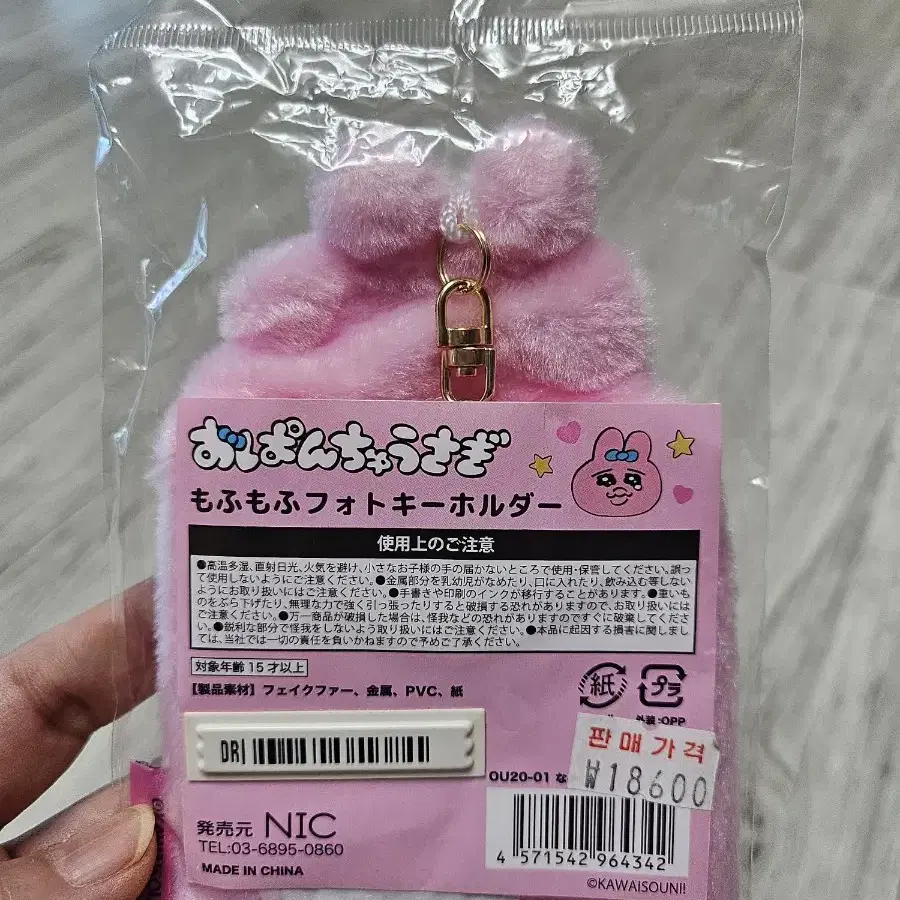 おぱんちゅうさぎ
もふもふフォトキーホルダー
使用上のご注意
●高温多湿、直射日光、火気を避け、小さなお子様の手の届かないところで使用・保管してください。誤っ
て使用しないようにご注意ください。●金属部分を乳幼児がなめたり、口に入れたり、飲み込む等しない
ようにお取り扱いにはご注意ください。●手書きや印刷のインクが移行することがあります。●重いも
のをぶら下げたり、無理な力で強く引っ張ったりすると破損する恐れがありますので、お取り扱いには
ご注意ください。●万一商品が破損した場合は、怪我などの恐れがありますのですぐに破棄してくださ
い。●鋭利な部分で怪我をしないよう取り扱いにはご注意ください。●本品に起因する損害に関しまし
ては、当社では一切の責任を負いかねますので予めご了承ください。
対象年齢15才以上
【製品素材】フェイクファー、金属、PVC、紙
紙
プラ
外装:OPP
판매가격
₩18600
DR
OU20-01 な
発売元 NIC
TEL:03-6895-0860
MADE IN CHINA
4 571542 964342
©KAWAISOUNI!